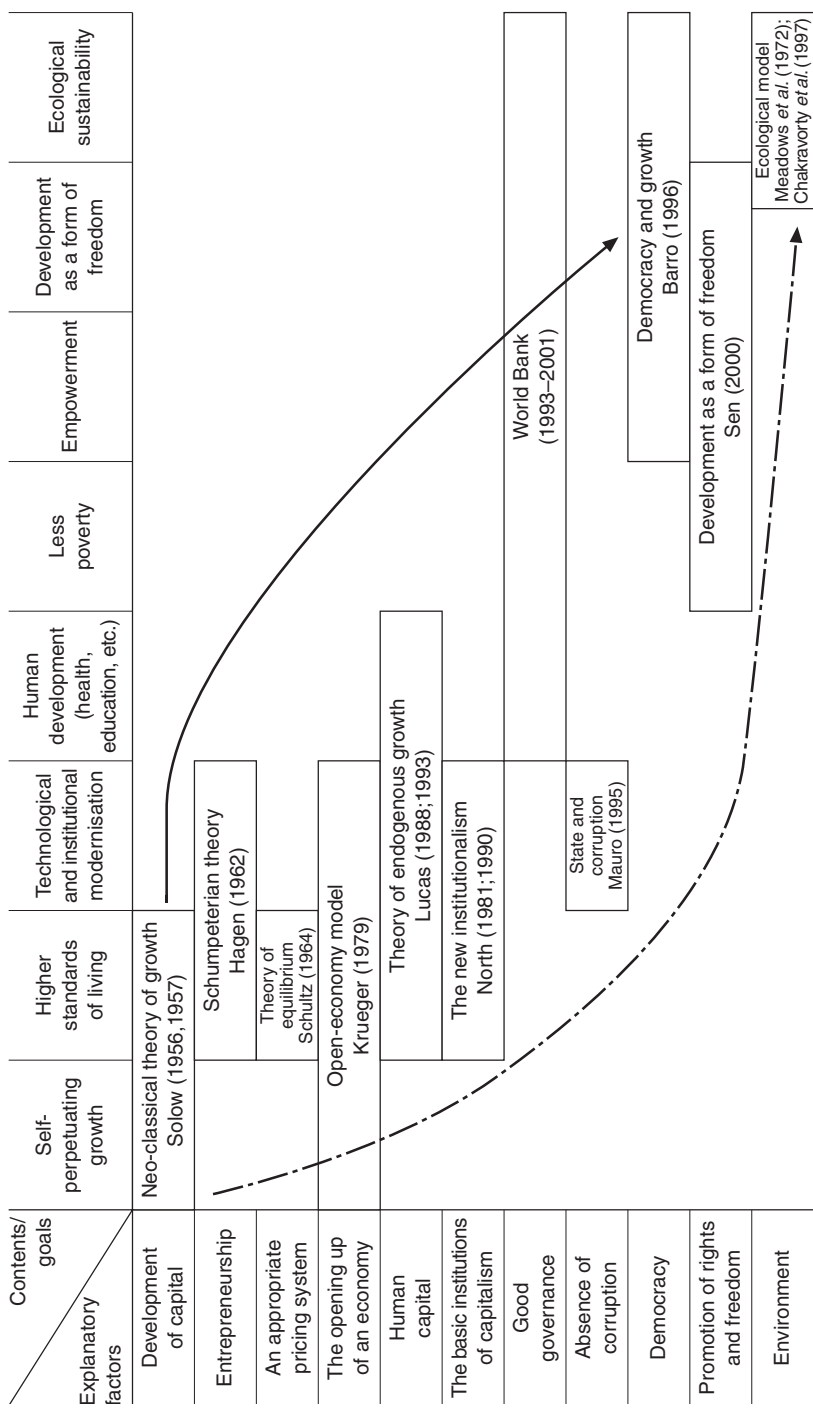 Contents/
goals
Explanatory
factors
Self-
perpetuating
growth
Higher
standards
of living
Technological
and institutional
modernisation
Human
development
(health,
education, etc.)
Less
poverty
Empowerment
Development
as a form of
freedom
Ecological
sustainability
Development
of capital
Neo-classical theory of growth
Solow (1956,1957)
Entrepreneurship
Schumpeterian theory
Hagen (1962)
An appropriate
pricing system
Theory of
equilibrium
Schultz (1964)
The opening up
of an economy
Open-economy model
Krueger (1979)
Human
capital
Theory of endogenous growth
Lucas (1988;1993)
The basic institutions
of capitalism
The new institutionalism
North (1981;1990)
Good
governance
World Bank
(1993–2001)
Absence of
corruption
State and
corruption
Mauro (1995)
Democracy
Democracy and growth
Barro (1996)
Promotion of rights
and freedom
Development as a form of freedom
Sen (2000)
Environment
Ecological model
Meadows et al. (1972);
Chakravorty et al. (1997)